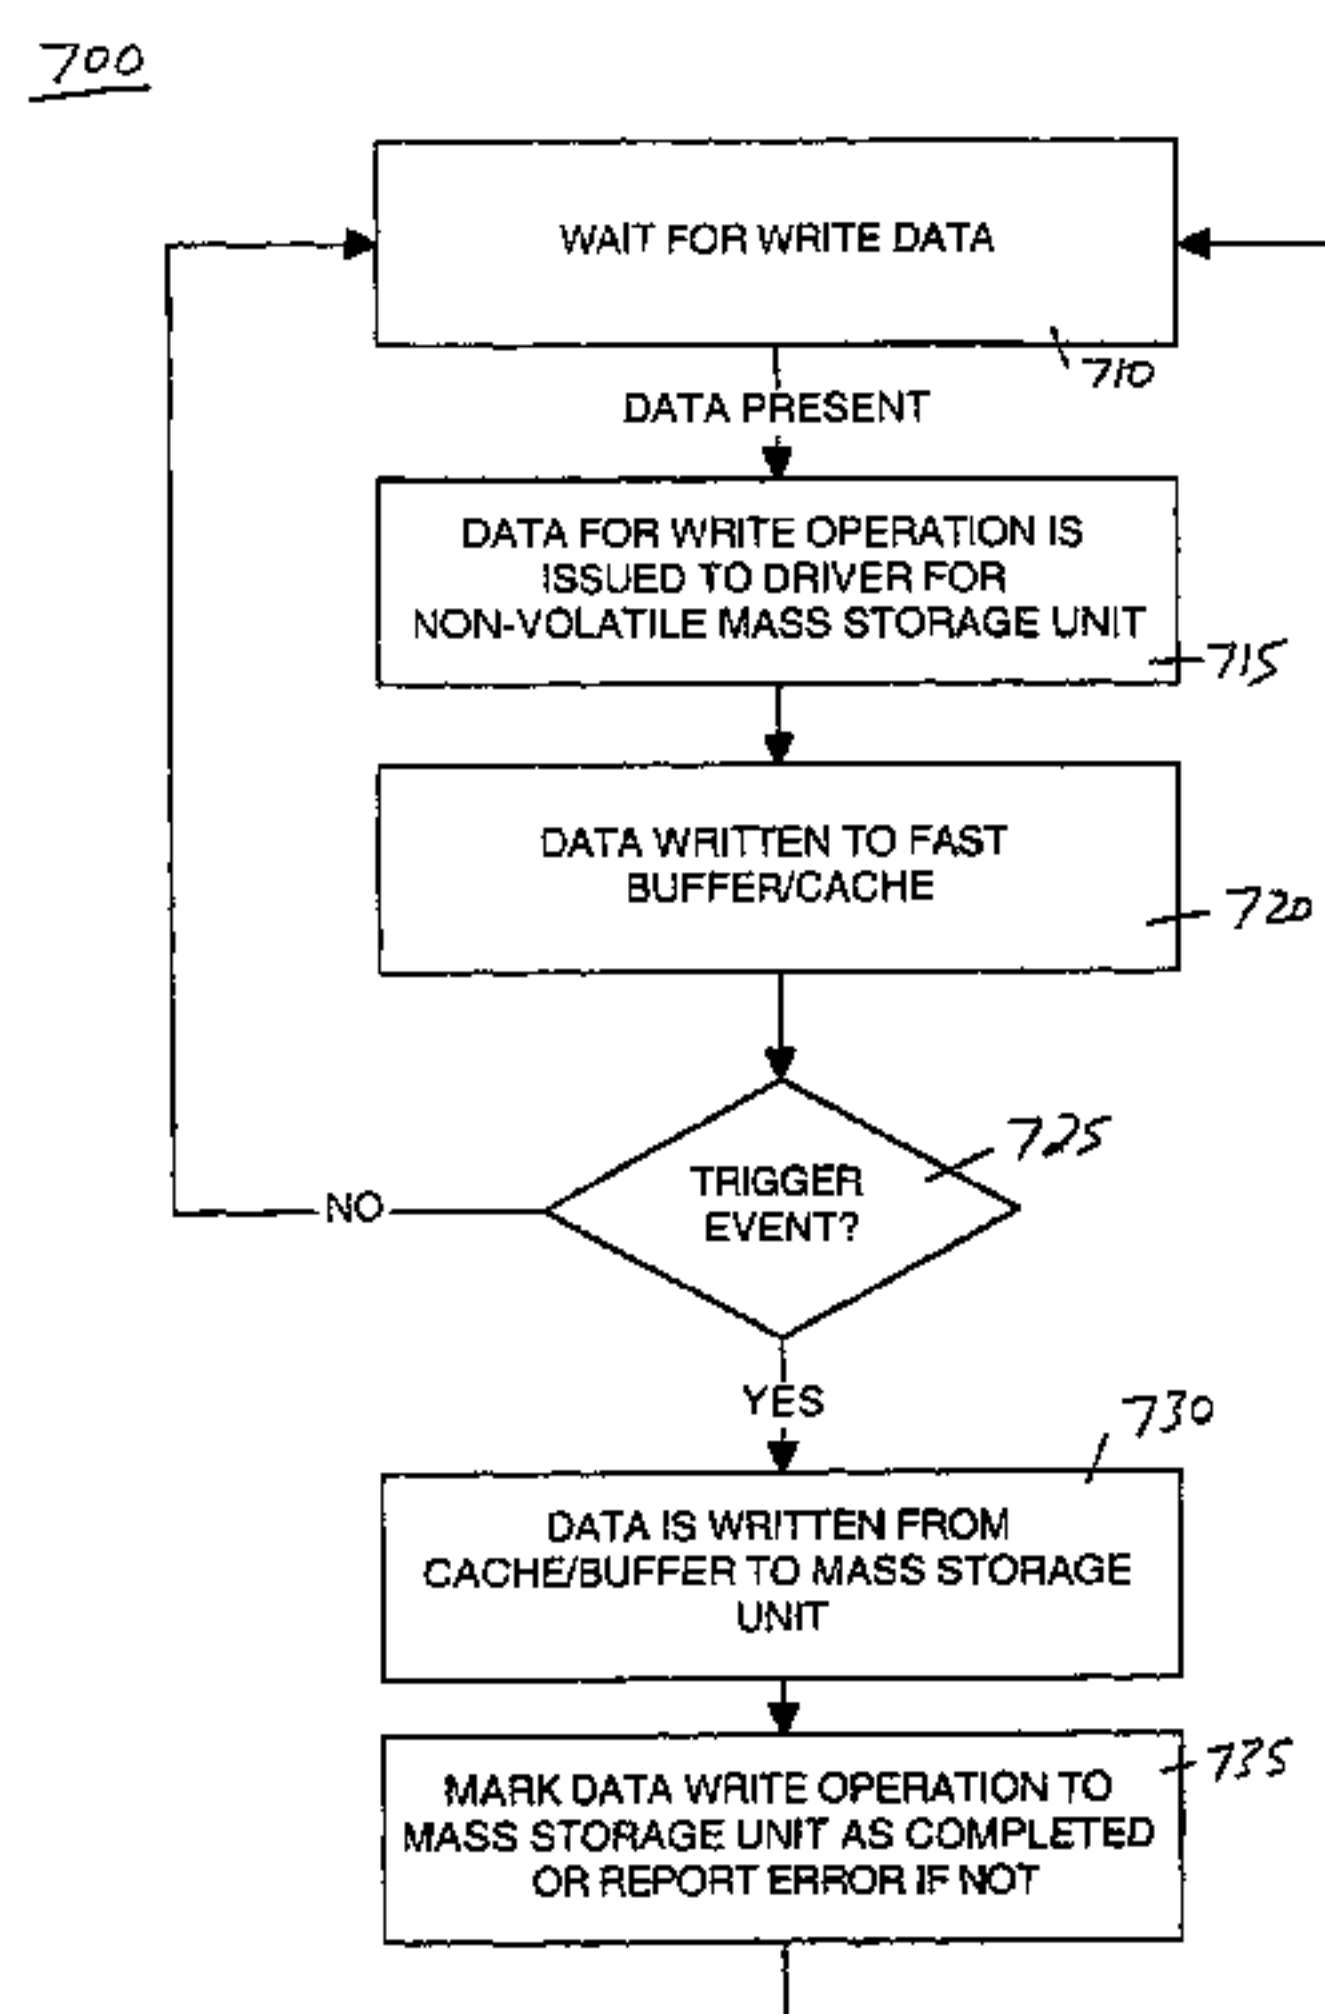 700
WAIT FOR WRITE DATA
710
DATA PRESENT
DATA FOR WRITE OPERATION IS
ISSUED TO DRIVER FOR
NON-VOLATILE MASS STORAGE UNIT
715
DATA WRITTEN TO FAST
BUFFER/CACHE
720
725
TRIGGER
EVENT?
NO
YES
730
DATA IS WRITTEN FROM
CACHE/BUFFER TO MASS STORAGE
UNIT
735
MARK DATA WRITE OPERATION TO
MASS STORAGE UNIT AS COMPLETED
OR REPORT ERROR IF NOT